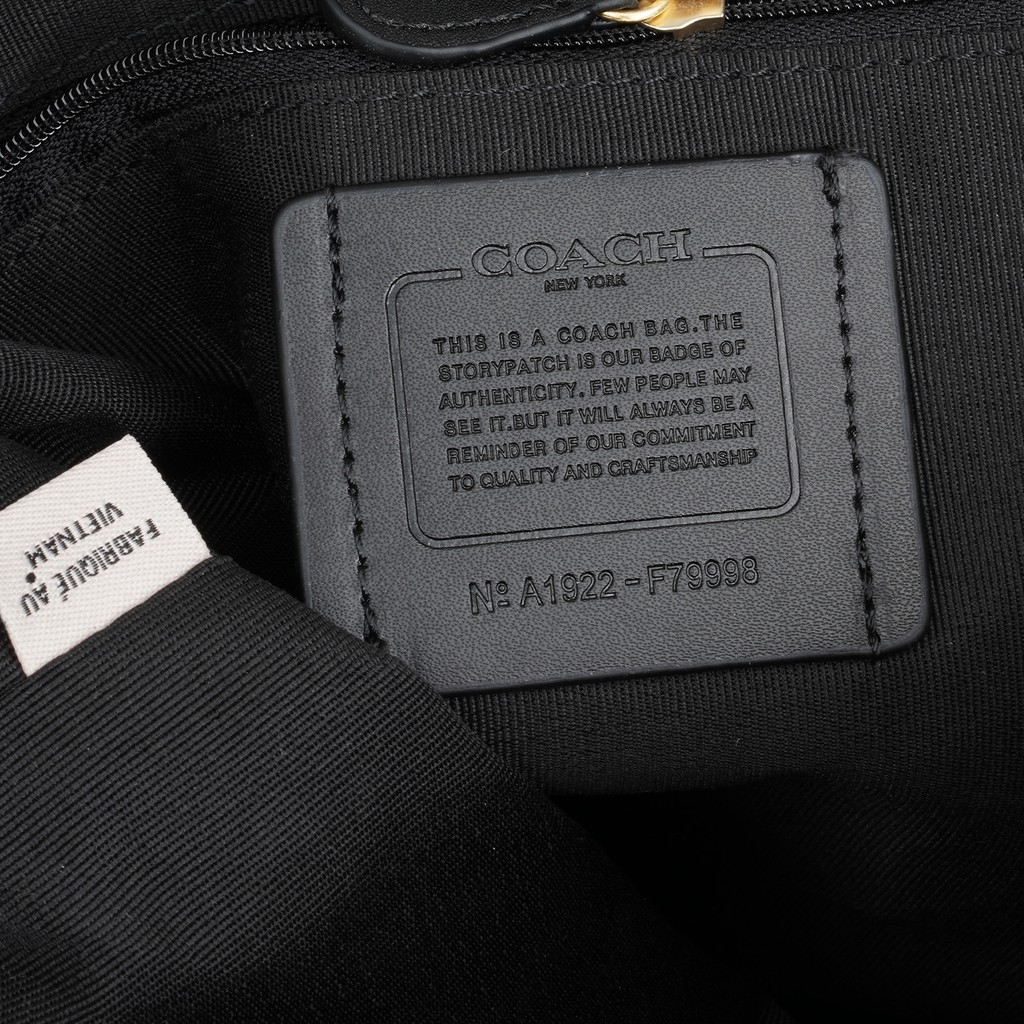 COACH
NEW YORK
THIS IS A COACH BAG.THE
STORYPATCH IS OUR BADGE OF
AUTHENTICITY. FEW PEOPLE MAY
SEE IT.BUT IT WILL ALWAYS BE A
REMINDER OF OUR COMMITMENT
TO QUALITY AND CRAFTSMANSHIP
Nº A1922-F79998
FABRIQUÉ AU
VIETNAM